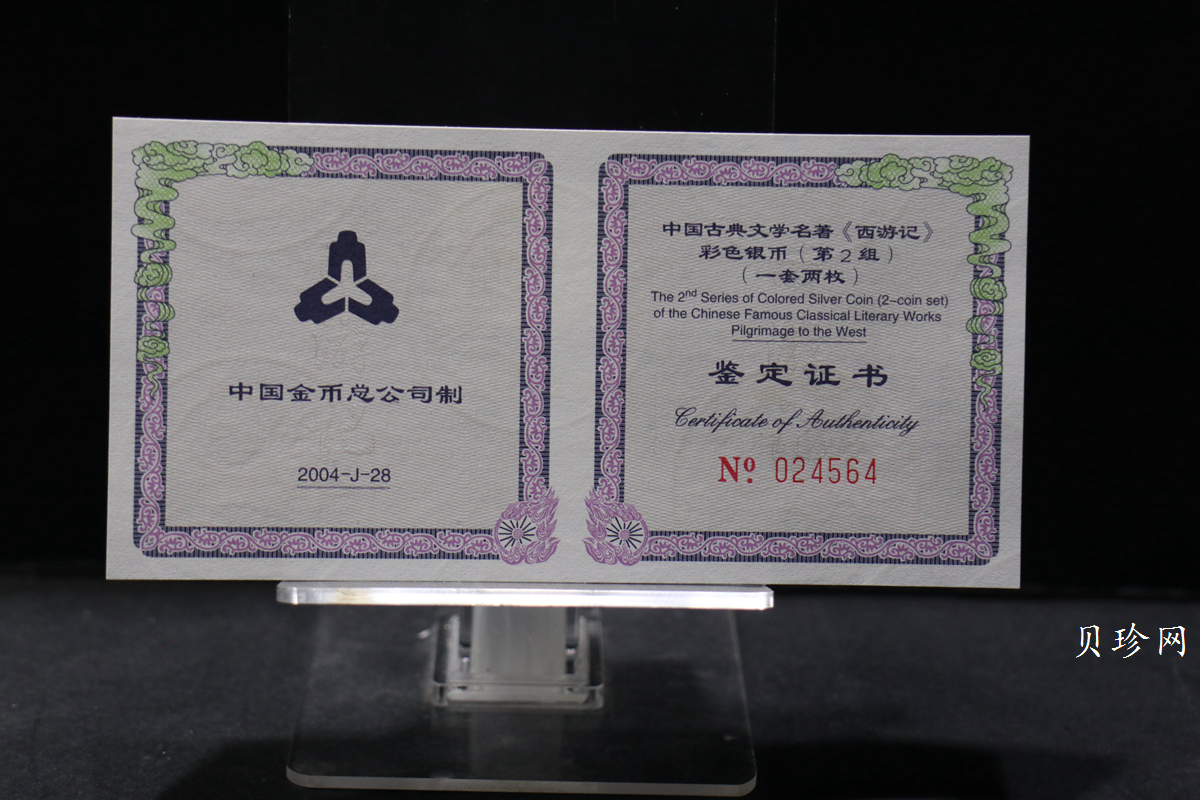 中国金币总公司制
2004-J-28
中国古典文学名著《西游记》
彩色银币（第2组）
（一套两枚）
The 2nd Series of Colored Silver Coin (2-coin set)
of the Chinese Famous Classical Literary Works
Pilgrimage to the West
鉴定证书
Certificate of Authenticity
Nº 024564
贝珍网